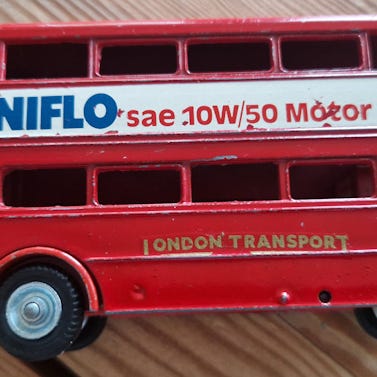 NIFLO sae 10W/50 Motor
LONDON TRANSPORT